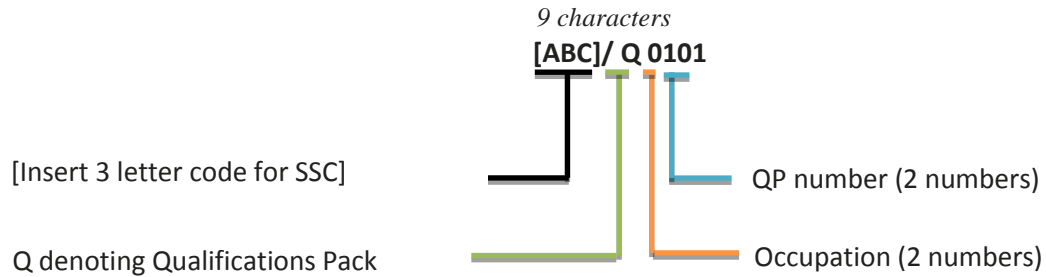 9 characters
[ABC]/ Q 0101
[Insert 3 letter code for SSC]
QP number (2 numbers)
Q denoting Qualifications Pack
Occupation (2 numbers)